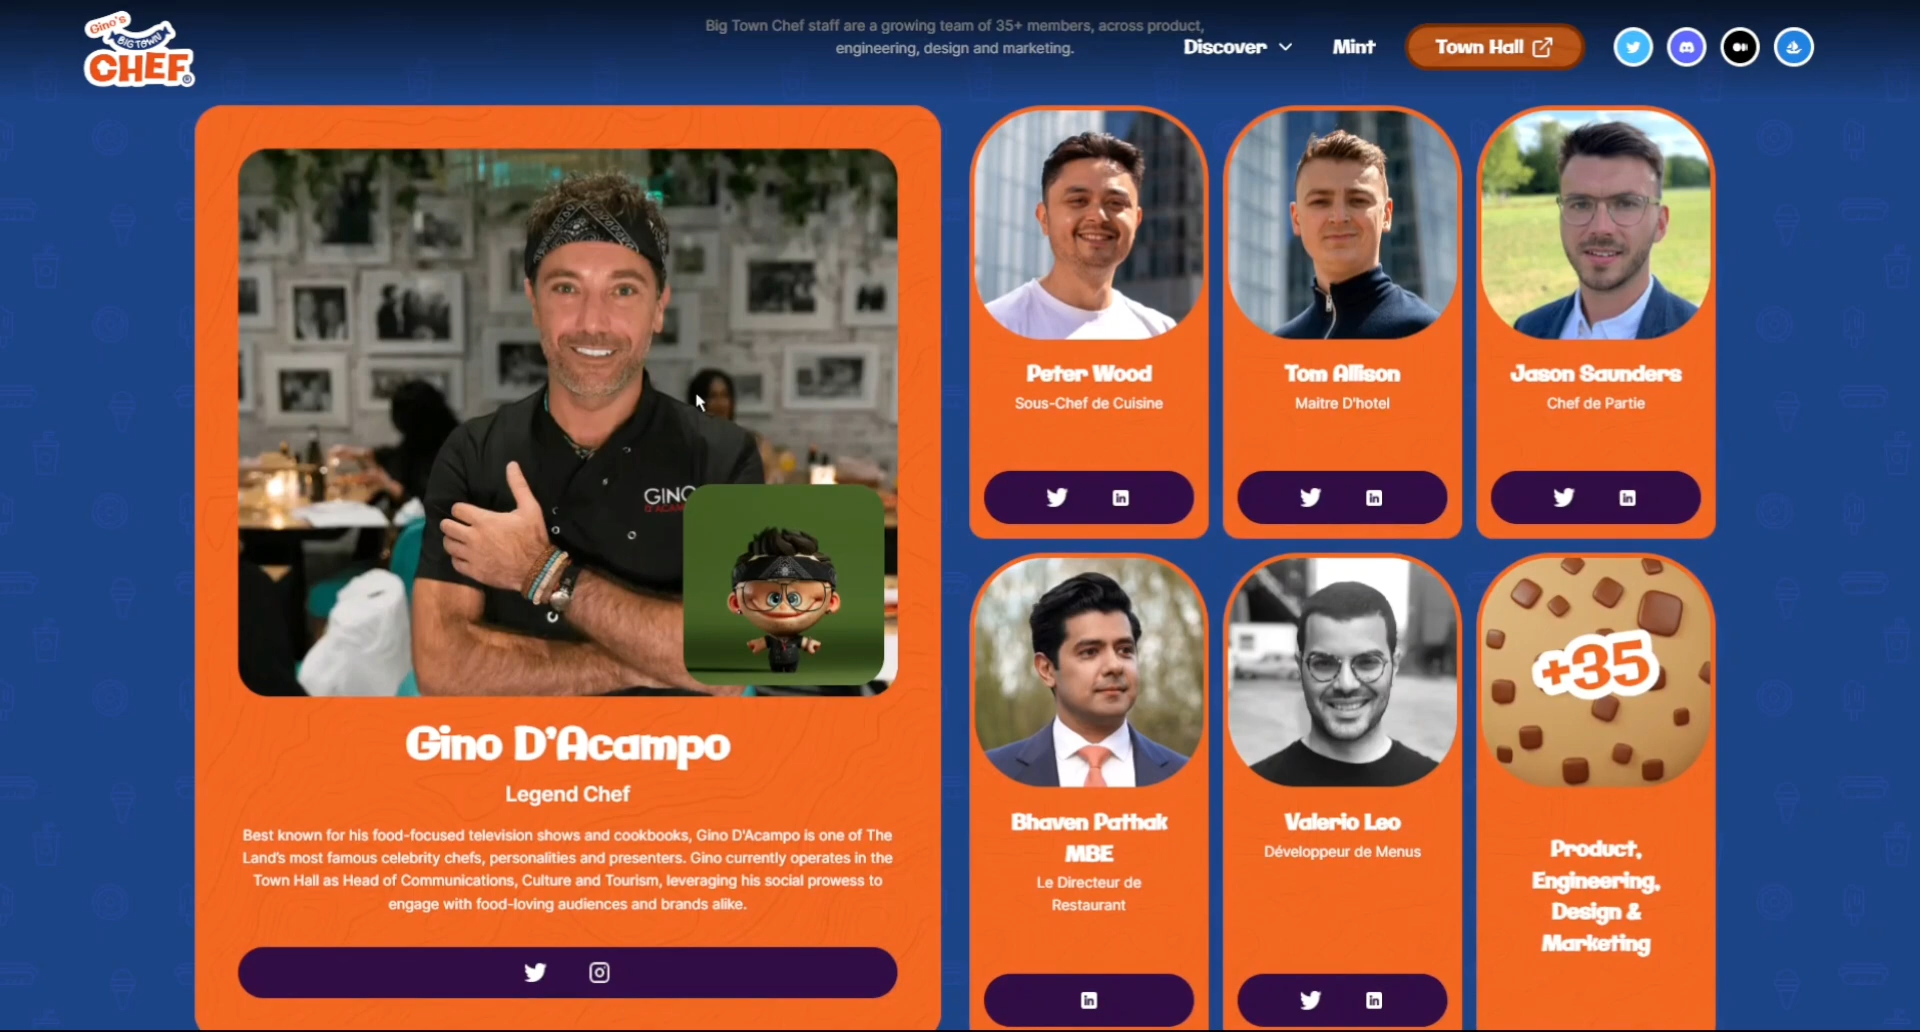 Gino's
BIG TOWN
CHEF
Big Town Chef staff are a growing team of 35+ members, across product,
engineering, design and marketing.
Discover
Mint
Town Hall
GINO
Gino D'Acampo
Legend Chef
Best known for his food-focused television shows and cookbooks, Gino D'Acampo is one of The
Land's most famous celebrity chefs, personalities and presenters. Gino currently operates in the
Town Hall as Head of Communications, Culture and Tourism, leveraging his social prowess to
engage with food-loving audiences and brands alike.
Peter Wood
Sous-Chef de Cuisine
Tom Allison
Maitre D'hotel
Jason Saunders
Chef de Partie
Bhaven Pathak
MBE
Le Directeur de
Restaurant
Valerio Leo
Développeur de Menus
+35
Product,
Engineering,
Design &
Marketing